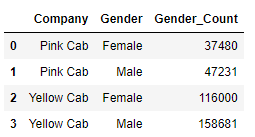 Company Gender Gender_Count
0 Pink Cab Female 37480
1 Pink Cab Male 47231
2 Yellow Cab Female 116000
3 Yellow Cab Male 158681